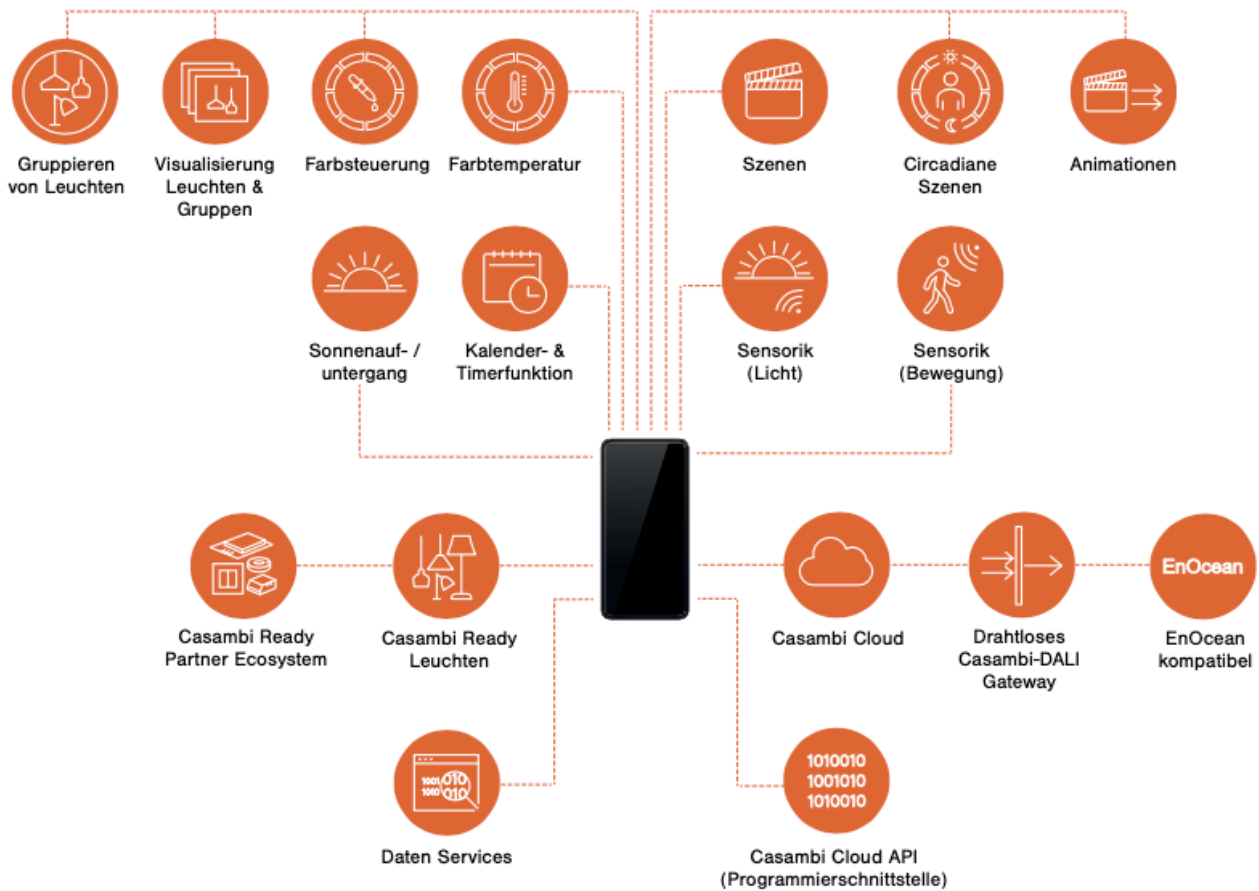 Gruppieren
von Leuchten
Visualisierung
Leuchten &
Gruppen
Farbsteuerung
Farbtemperatur
Szenen
Circadiane
Szenen
Animationen
Sonnenauf- /
untergang
Kalender- &
Timerfunktion
Sensorik
(Licht)
Sensorik
(Bewegung)
Casambi Ready
Partner Ecosystem
Casambi Ready
Leuchten
Casambi Cloud
Drahtloses
Casambi-DALI
Gateway
EnOcean
EnOcean
kompatibel
1001 010
1010 010
Daten Services
1010010
1001010
1010010
Casambi Cloud API
(Programmierschnittstelle)